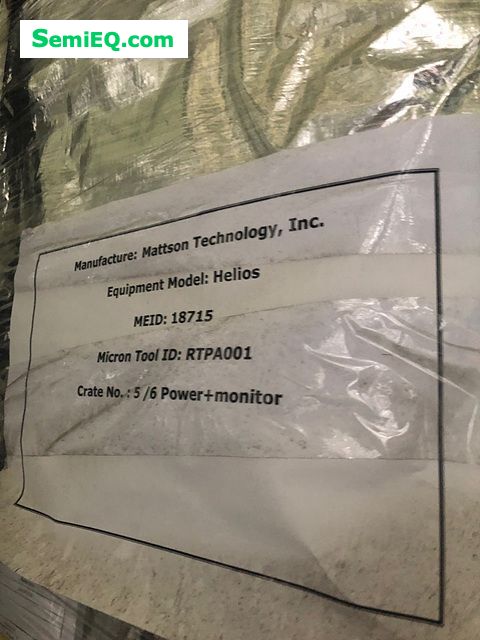 SemiEQ.com
Manufacture: Mattson Technology, Inc.
Equipment Model: Helios
MEID: 18715
Micron Tool ID: RTPA001
Crate No. : 5 /6 Power+monitor